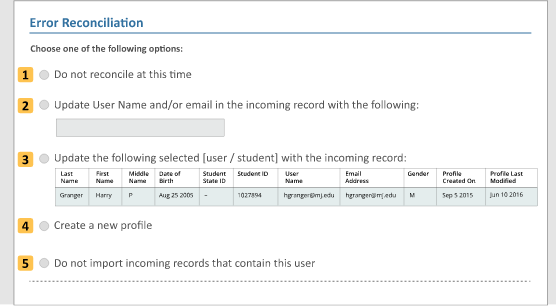 Error Reconciliation
Choose one of the following options:
1 Do not reconcile at this time
2 Update User Name and/or email in the incoming record with the following:
3 Update the following selected [user / student] with the incoming record:
Last Name First Name Middle Name Date of Birth Student State ID Student ID User Name Email Address Gender Profile Created On Profile Last Modified
Granger Harry P Aug 25 2005 – 1027894 hgranger@mj.edu hgranger@mj.edu M Sep 5 2015 Jun 10 2016
4 Create a new profile
5 Do not import incoming records that contain this user